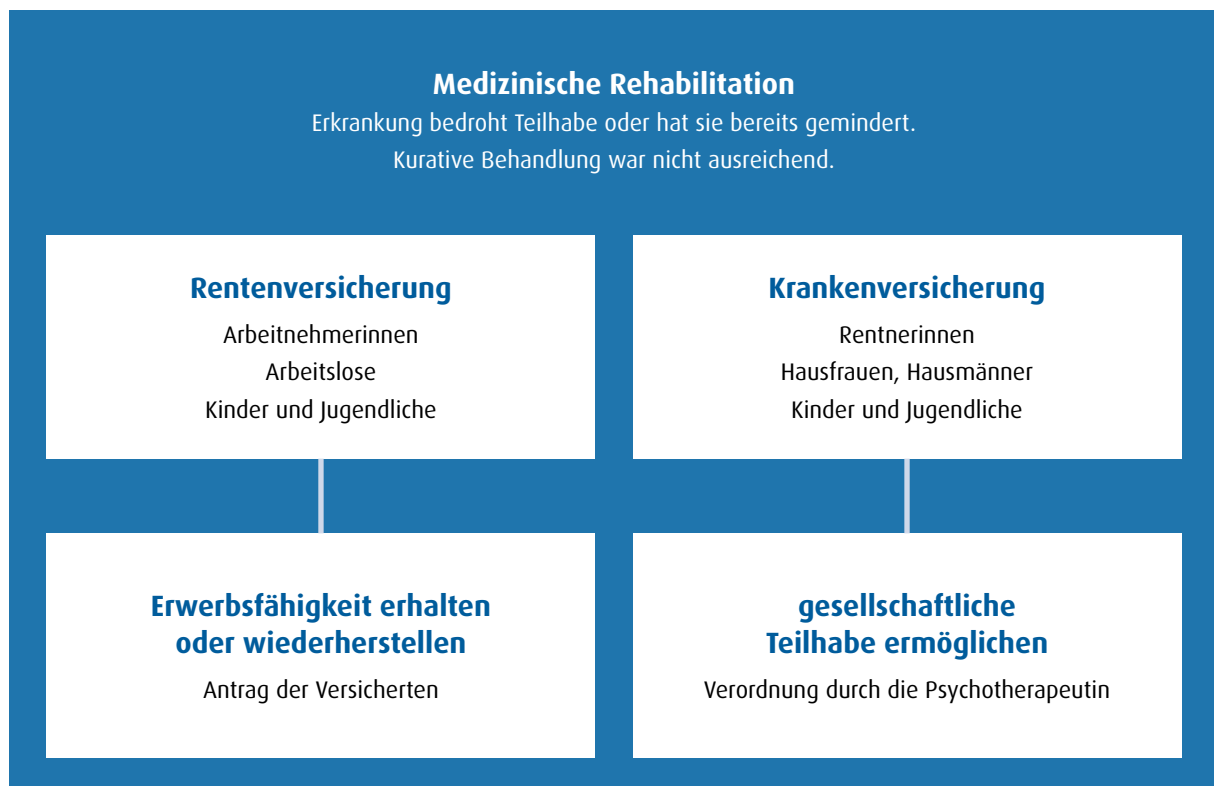 Medizinische Rehabilitation
Erkrankung bedroht Teilhabe oder hat sie bereits gemindert.
Kurative Behandlung war nicht ausreichend.
Rentenversicherung
Arbeitnehmerinnen
Arbeitslose
Kinder und Jugendliche
Krankenversicherung
Rentnerinnen
Hausfrauen, Hausmänner
Kinder und Jugendliche
Erwerbsfähigkeit erhalten
oder wiederherstellen
Antrag der Versicherten
gesellschaftliche
Teilhabe ermöglichen
Verordnung durch die Psychotherapeutin